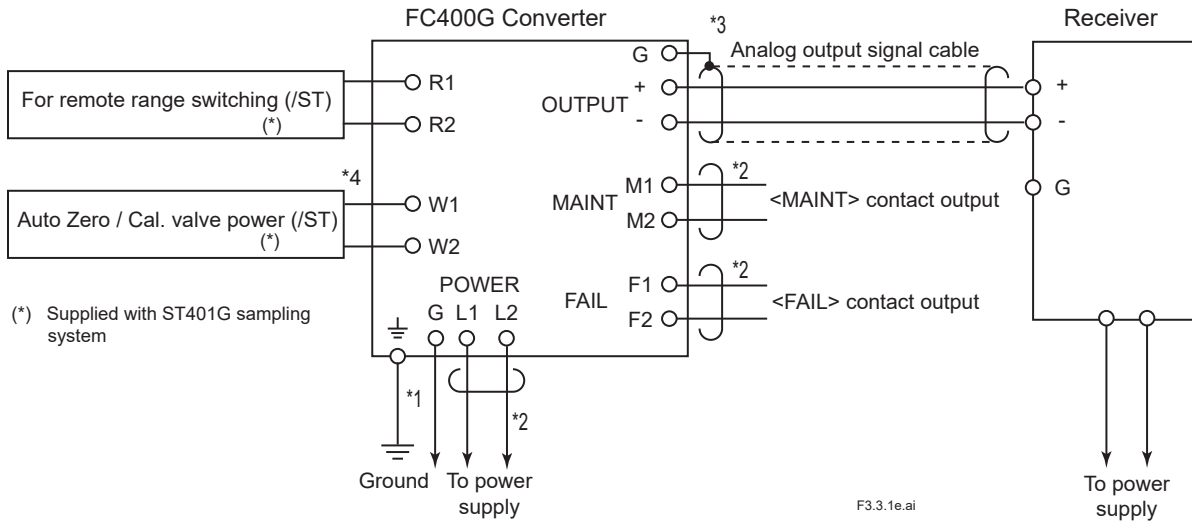 FC400G Converter
Receiver
*3
G
Analog output signal cable
R1
+
+
For remote range switching (/ST)
OUTPUT
(*)
R2
-
-
*4
M1
*2
G
W1
MAINT
<MAINT> contact output
Auto Zero / Cal. valve power (/ST)
M2
(*)
W2
POWER
F1
*2
FAIL
<FAIL> contact output
(*) Supplied with ST401G sampling
system
G L1 L2
F2
*1
*2
Ground
To power
supply
To power
supply
F3.3.1e.ai